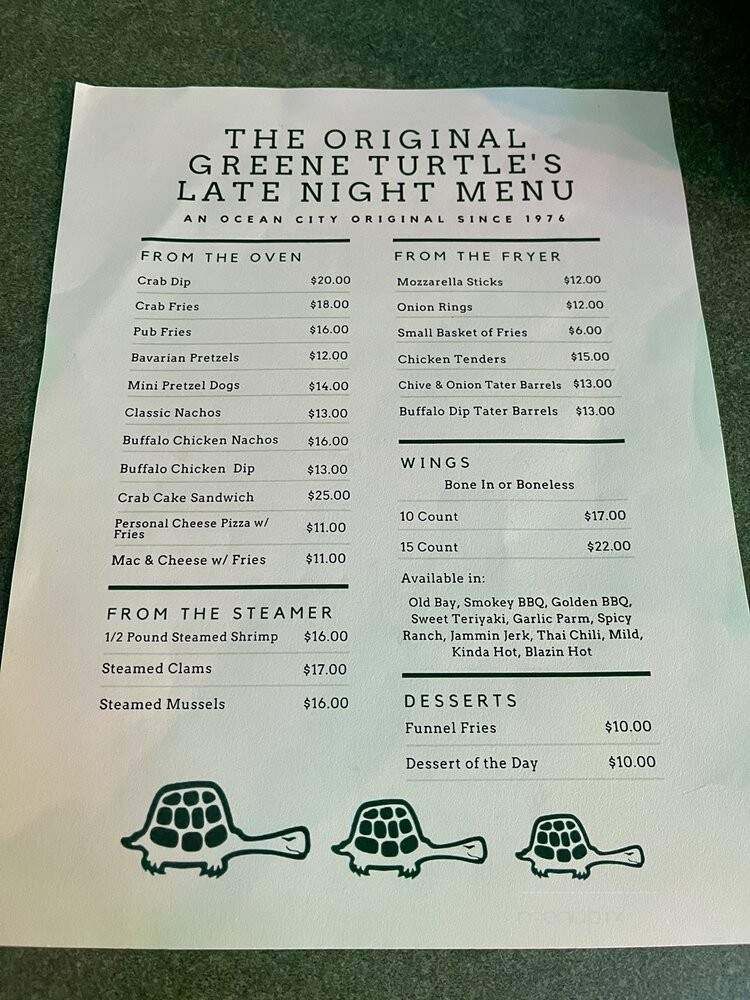 THE ORIGINAL
GREENE TURTLE'S
LATE NIGHT MENU
AN OCEAN CITY ORIGINAL SINCE 1976
FROM THE OVEN
Crab Dip $20.00
Crab Fries $18.00
Pub Fries $16.00
Bavarian Pretzels $12.00
Mini Pretzel Dogs $14.00
Classic Nachos $13.00
Buffalo Chicken Nachos $16.00
Buffalo Chicken Dip $13.00
Crab Cake Sandwich $25.00
Personal Cheese Pizza w/
Fries $11.00
Mac & Cheese w/ Fries $11.00
FROM THE STEAMER
1/2 Pound Steamed Shrimp $16.00
Steamed Clams $17.00
Steamed Mussels $16.00
FROM THE FRYER
Mozzarella Sticks $12.00
Onion Rings $12.00
Small Basket of Fries $6.00
Chicken Tenders $15.00
Chive & Onion Tater Barrels $13.00
Buffalo Dip Tater Barrels $13.00
WINGS
Bone In or Boneless
10 Count $17.00
15 Count $22.00
Available in:
Old Bay, Smokey BBQ, Golden BBQ,
Sweet Teriyaki, Garlic Parm, Spicy
Ranch, Jammin Jerk, Thai Chili, Mild,
Kinda Hot, Blazin Hot
DESSERTS
Funnel Fries $10.00
Dessert of the Day $10.00